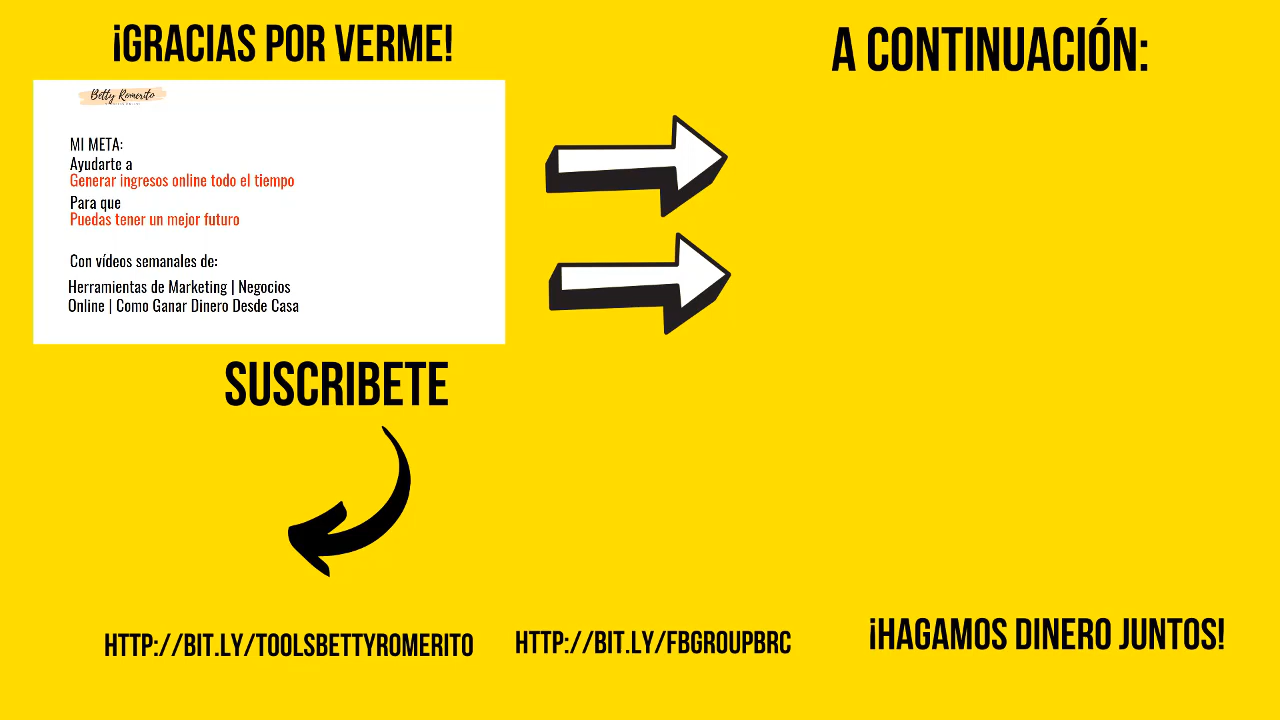 ¡GRACIAS POR VERME!
A CONTINUACIÓN:
Betty Romerito
MI META:
Ayudarte a
Generar ingresos online todo el tiempo
Para que
Puedas tener un mejor futuro
Con vídeos semanales de:
Herramientas de Marketing | Negocios
Online | Como Ganar Dinero Desde Casa
SUSCRIBETE
HTTP://BIT.LY/TOOLSBETTYROMERITO
HTTP://BIT.LY/FBGROUPBRC
¡HAGAMOS DINERO JUNTOS!